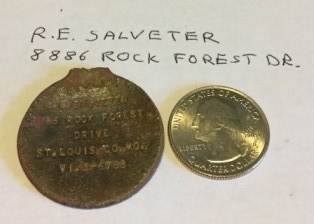 R.E. SALVETER
8886 ROCK FOREST DR.
ROCK FOREST
DRIVE
ST. LOUIS, CO. MO.
UNITED STATES OF AMERICA
LIBERTY
QUARTER DOLLAR